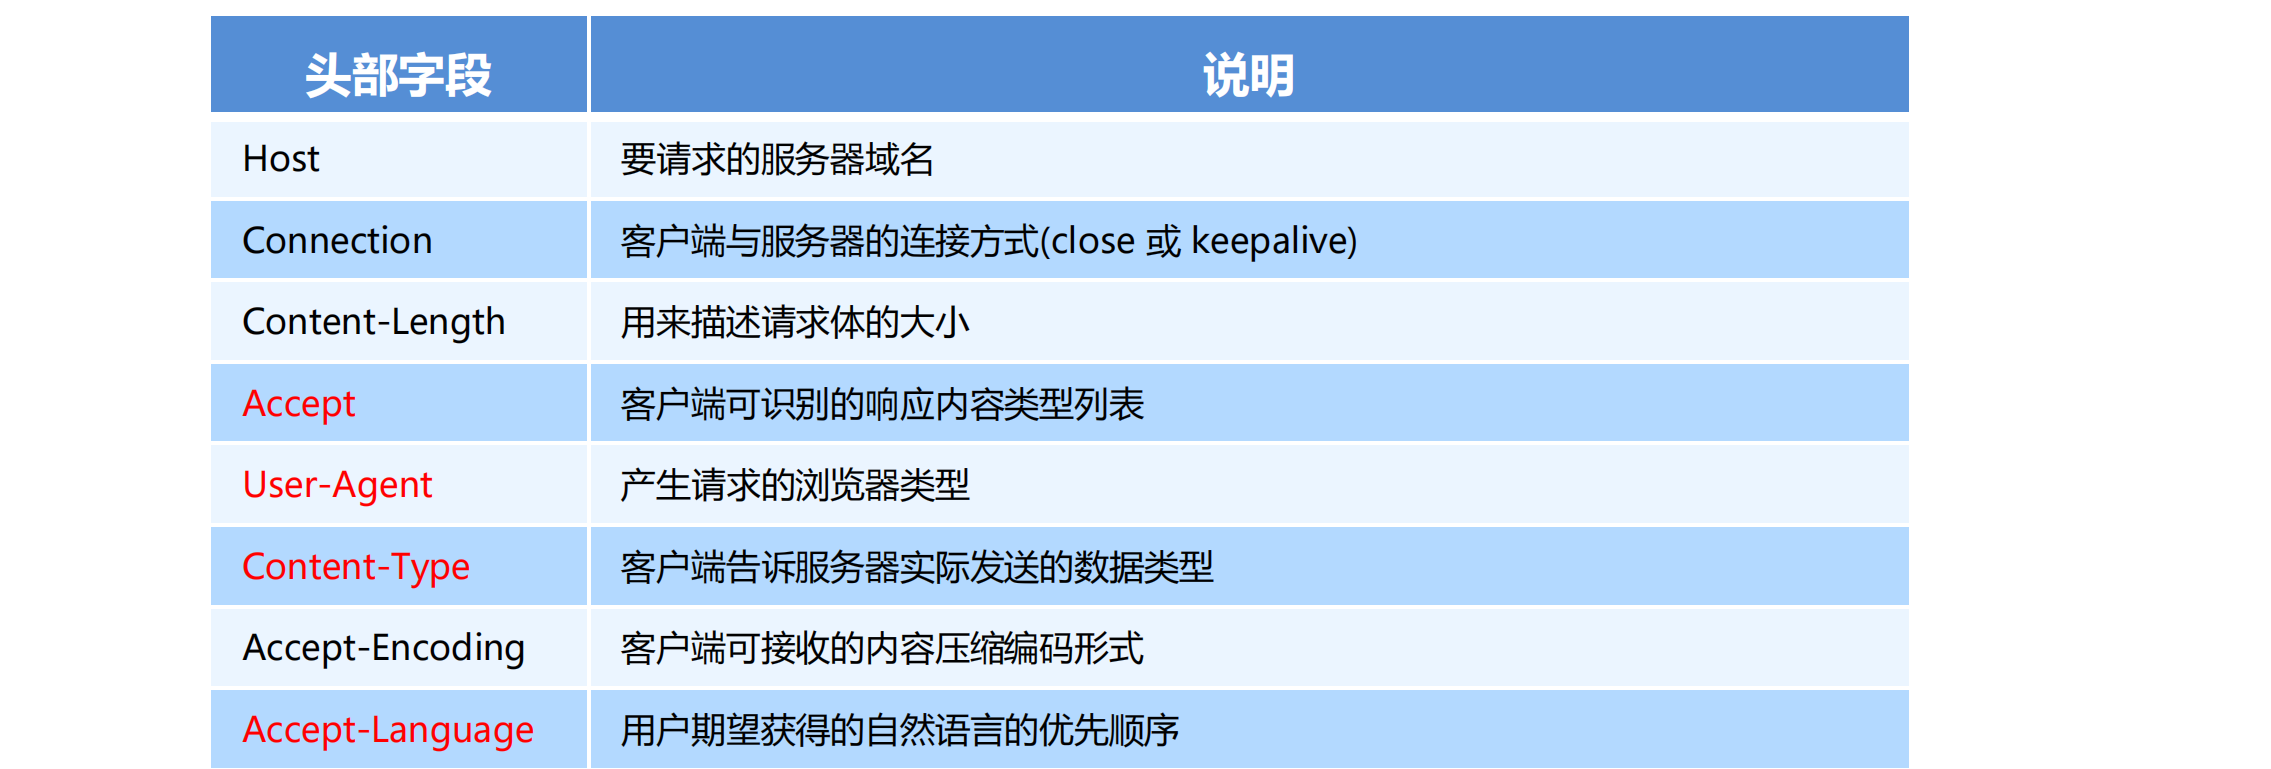 头部字段 说明
Host 要请求的服务器域名
Connection 客户端与服务器的连接方式(close 或 keepalive)
Content-Length 用来描述请求体的大小
Accept 客户端可识别的响应内容类型列表
User-Agent 产生请求的浏览器类型
Content-Type 客户端告诉服务器实际发送的数据类型
Accept-Encoding 客户端可接收的内容压缩编码形式
Accept-Language 用户期望获得的自然语言的优先顺序